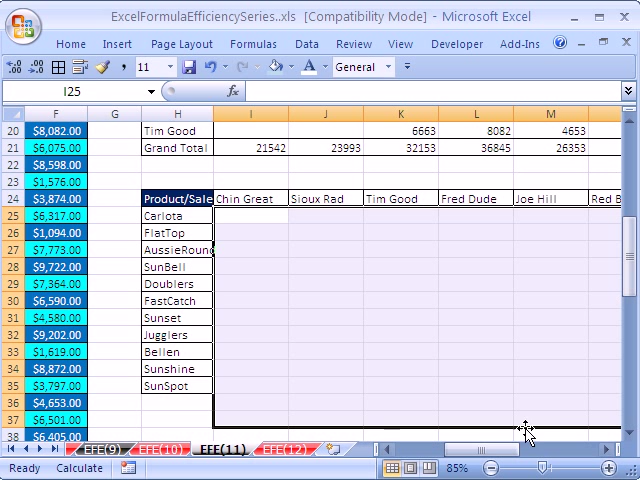 ExcelFormulaEfficiencySeries..xls [Compatibility Mode] - Microsoft Excel
Home Insert Page Layout Formulas Data Review View Developer Add-Ins
11 General
I25 fx
F G H I J K L M
20 $8,082.00 Tim Good 6663 8082 4653
21 $6,075.00 Grand Total 21542 23993 32153 36845 26353
22 $8,598.00
23 $1,576.00
24 $3,874.00 Product/Sale Chin Great Sioux Rad Tim Good Fred Dude Joe Hill Red B
25 $6,317.00 Carlota
26 $1,094.00 FlatTop
27 $7,773.00 AussieRound
28 $9,722.00 SunBell
29 $7,364.00 Doublers
30 $6,590.00 FastCatch
31 $4,580.00 Sunset
32 $9,202.00 Jugglers
33 $1,619.00 Bellen
34 $8,872.00 Sunshine
35 $3,797.00 SunSpot
36 $4,653.00
37 $6,501.00
38 $6,405.00
EFE(9) EFE(10) EFE(11) EFE(12)
Ready Calculate 85%